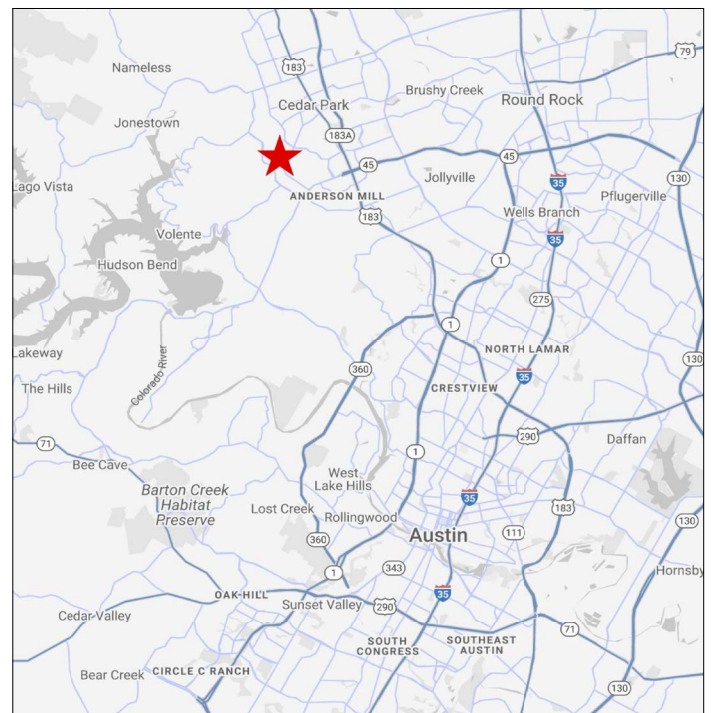 79
Nameless
183
Brushy Creek
Cedar Park
Round Rock
Jonestown
183A
45
45
Jollyville
130
35
Lago Vista
ANDERSON MILL
Pflugerville
183
Wells Branch
Volente
35
Hudson Bend
1
275
1
NORTH LAMAR
Lakeway
130
360
35
The Hills
Colorado River
CRESTVIEW
290
71
Daffan
1
Bee Cave
West
Lake Hills
Barton Creek
Habitat
Preserve
35
Lost Creek
183
Rollingwood
130
Austin
111
360
343
1
Hornsby
35
OAK HILL
Sunset Valley
290
Cedar Valley
71
SOUTH
CONGRESS
SOUTHEAST
AUSTIN
Bear Creek
CIRCLE C RANCH
130